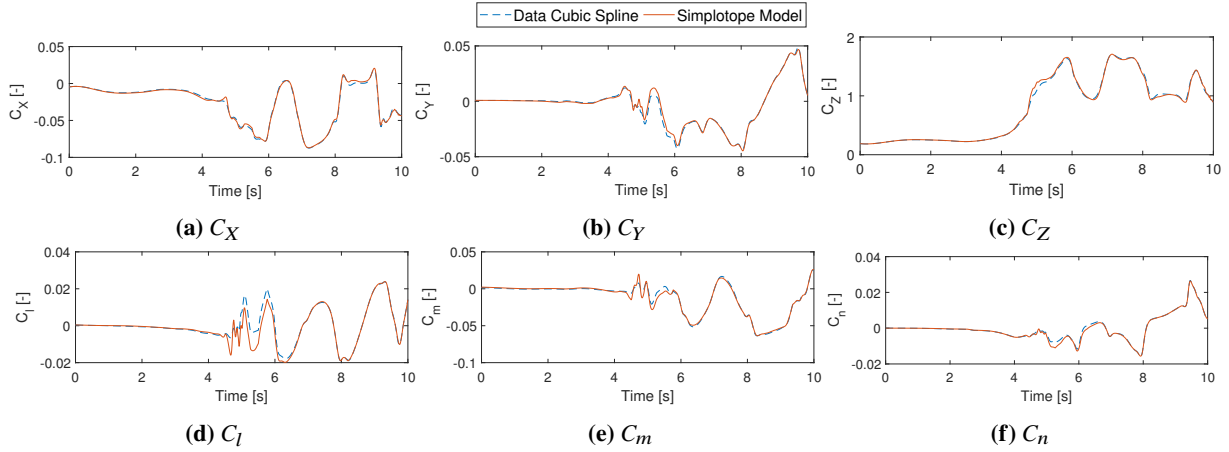 Data Cubic Spline Simplotope Model
0.05
0
-0.05
-0.1
C_X [-]
0 2 4 6 8 10
Time [s]
(a) C_X
0.05
0
-0.05
C_Y [-]
0 2 4 6 8 10
Time [s]
(b) C_Y
2
1
0
C_Z [-]
0 2 4 6 8 10
Time [s]
(c) C_Z
0.04
0.02
0
-0.02
C_l [-]
0 2 4 6 8 10
Time [s]
(d) C_l
0.05
0
-0.05
-0.1
C_m [-]
0 2 4 6 8 10
Time [s]
(e) C_m
0.04
0.02
0
-0.02
C_n [-]
0 2 4 6 8 10
Time [s]
(f) C_n